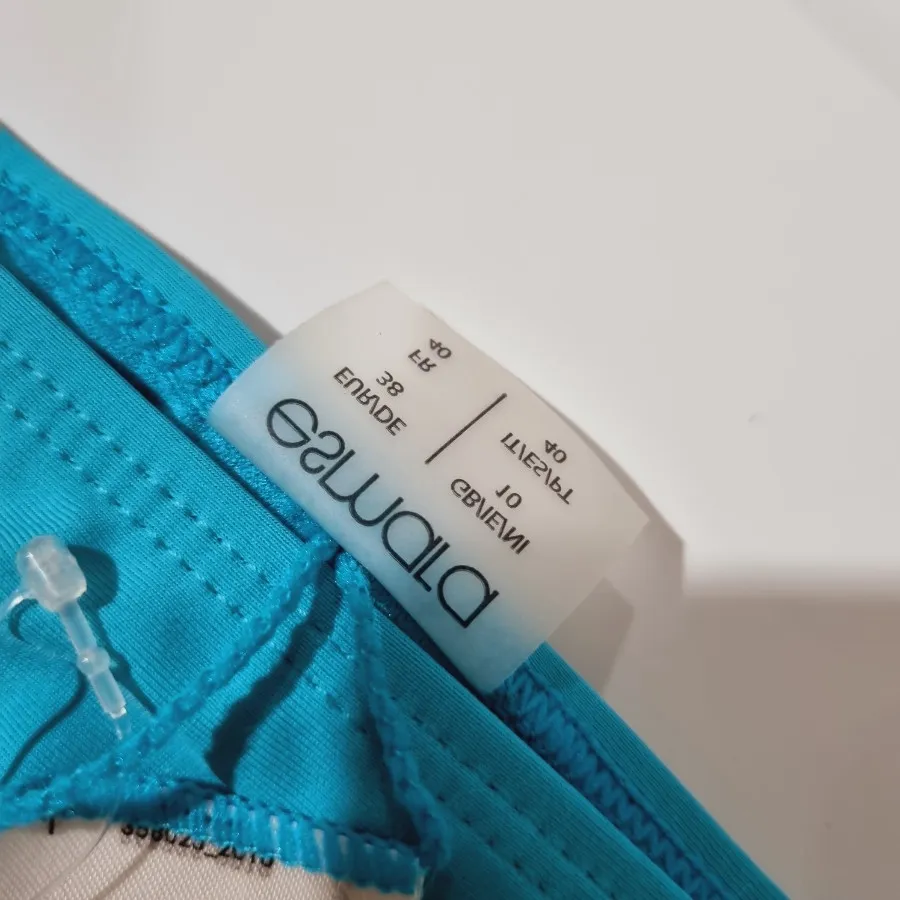 esmara
EUR/DE
38
FR
40
GB/IE/NI
10
IT/ES/PT
40